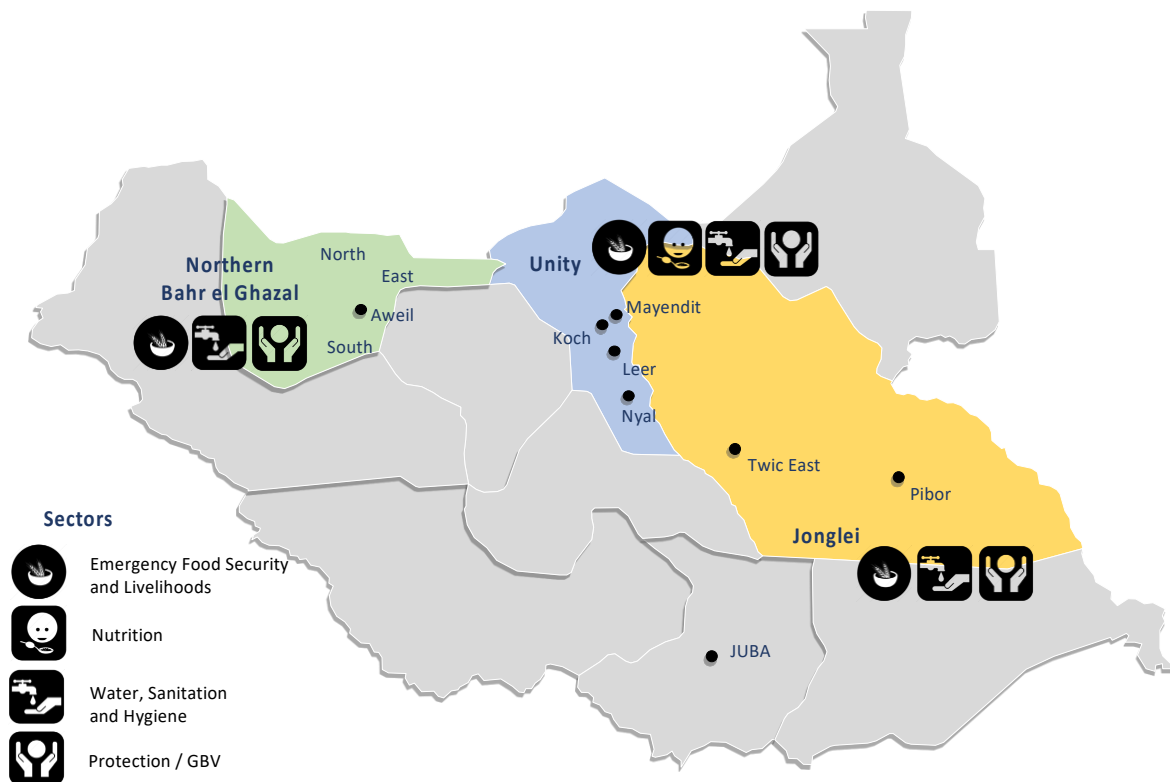 Northern
Bahr el Ghazal
North
East
Aweil
South
Unity
Mayendit
Koch
Leer
Nyal
Twic East
Pibor
Jonglei
JUBA
Sectors
Emergency Food Security
and Livelihoods
Nutrition
Water, Sanitation
and Hygiene
Protection / GBV